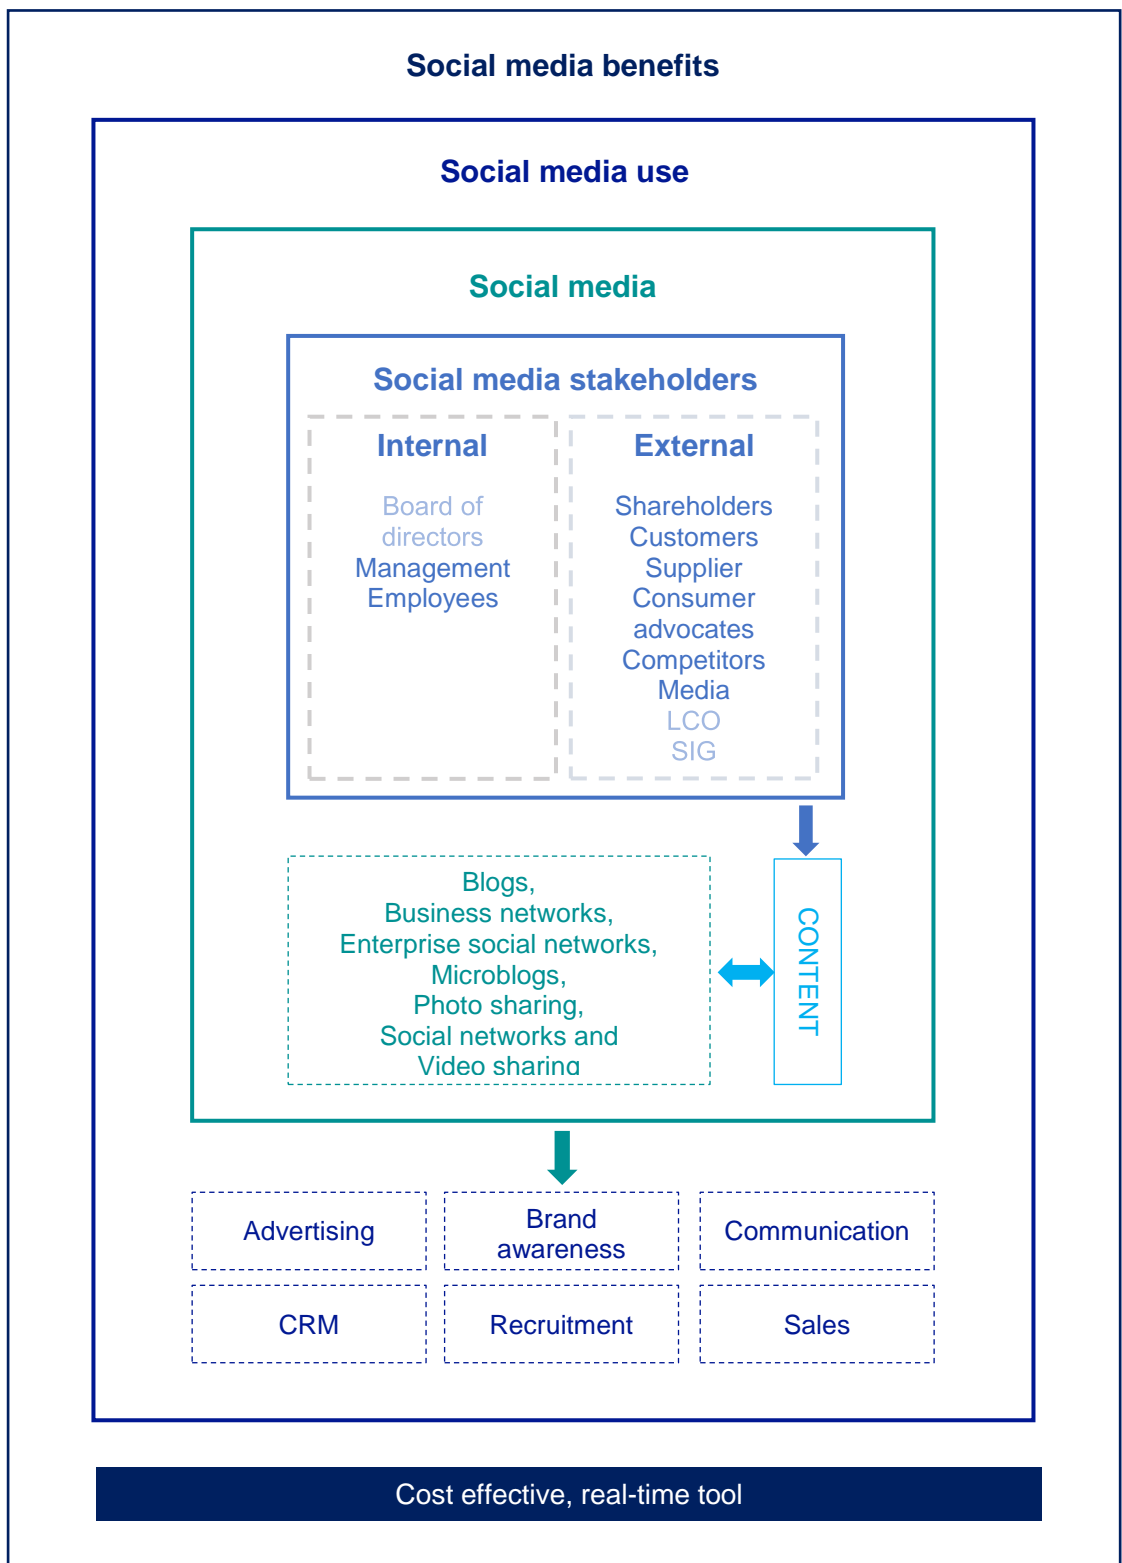 Social media benefits
Social media use
Social media
Social media stakeholders
Internal
Board of
directors
Management
Employees
External
Shareholders
Customers
Supplier
Consumer
advocates
Competitors
Media
LCO
SIG
Blogs,
Business networks,
Enterprise social networks,
Microblogs,
Photo sharing,
Social networks and
Video sharing
CONTENT
Advertising
Brand
awareness
Communication
CRM
Recruitment
Sales
Cost effective, real-time tool